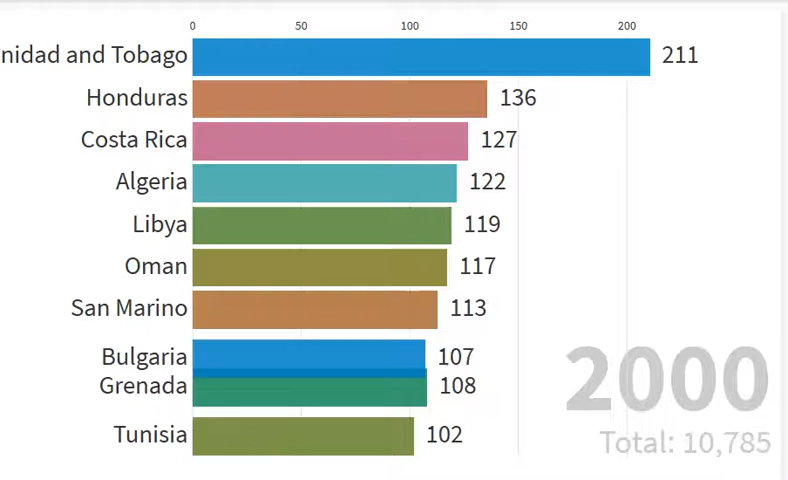 0 50 100 150 200
nidad and Tobago 211
Honduras 136
Costa Rica 127
Algeria 122
Libya 119
Oman 117
San Marino 113
Bulgaria 107
Grenada 108
2000
Tunisia 102
Total: 10,785